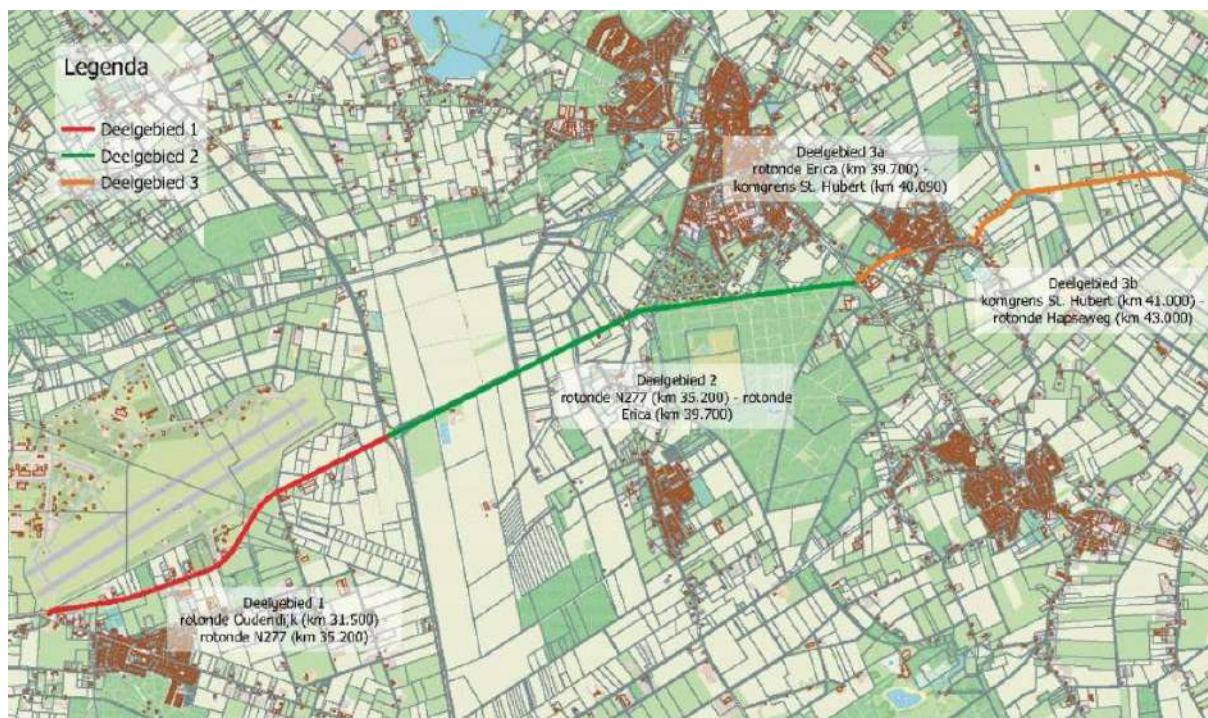 Legenda
Deelgebied 1
Deelgebied 2
Deelgebied 3
Deelgebied 3a
rotonde Erica (km 39.700) -
komgrens St. Hubert (km 40.090)
Deelgebied 3b
komgrens St. Hubert (km 41.000) -
rotonde Hapseweg (km 43.000)
Deelgebied 2
rotonde N277 (km 35.200) - rotonde
Erica (km 39.700)
Deelgebied 1
rotonde Oudendijk (km 31.500) -
rotonde N277 (km 35.200)